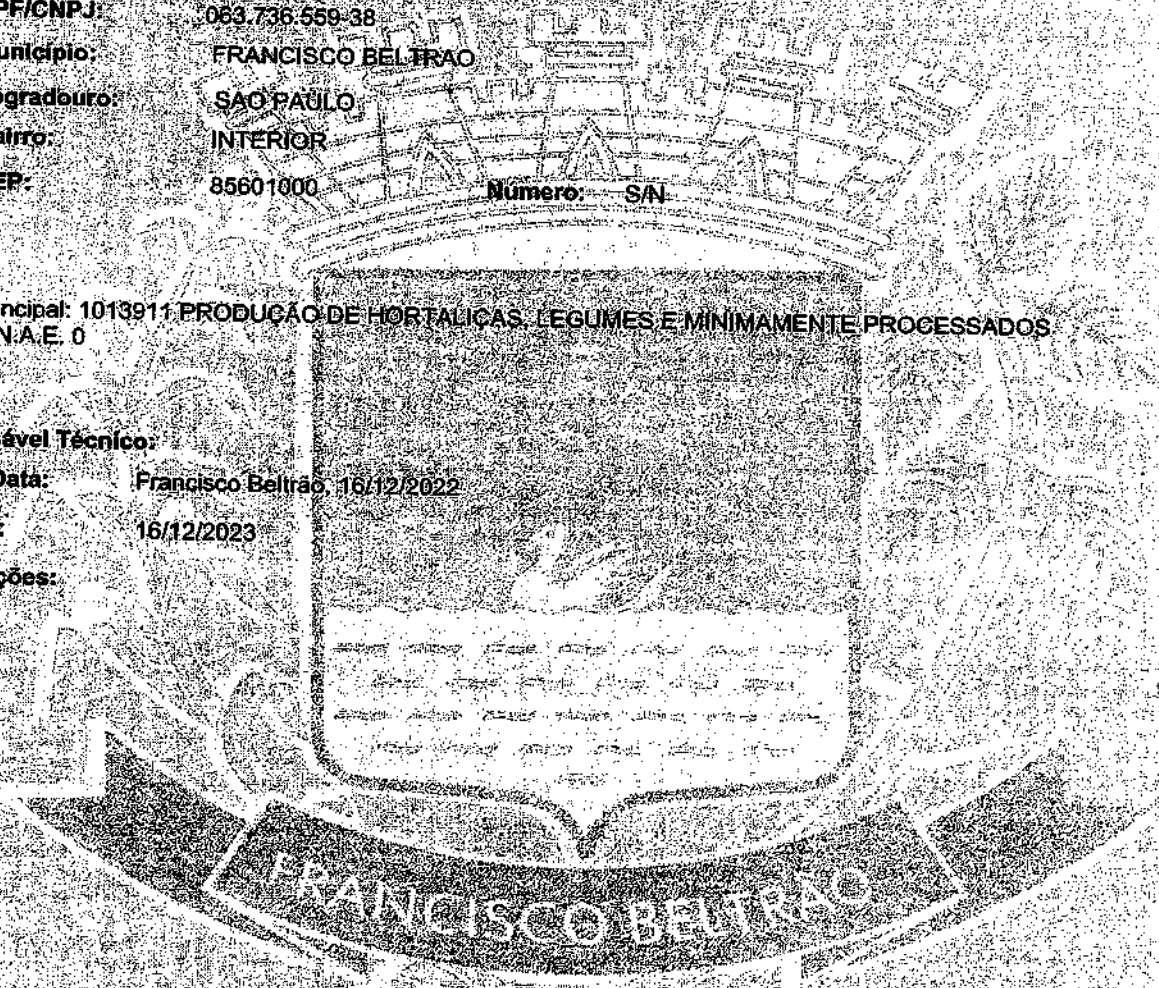 PF/CNPJ: 063.736.559-38
unicípio: FRANCISCO BELTRAO
ogradouro: SAO PAULO
airro: INTERIOR
EP: 85601000 Número: S/N
ncipal: 1013911 PRODUÇÃO DE HORTALIÇAS, LEGUMES E MINIMAMENTE PROCESSADOS
N.A.E. 0
ável Técnico:
Data: Francisco Beltrão, 16/12/2022
: 16/12/2023
ções:
FRANCISCO BELTRÃO